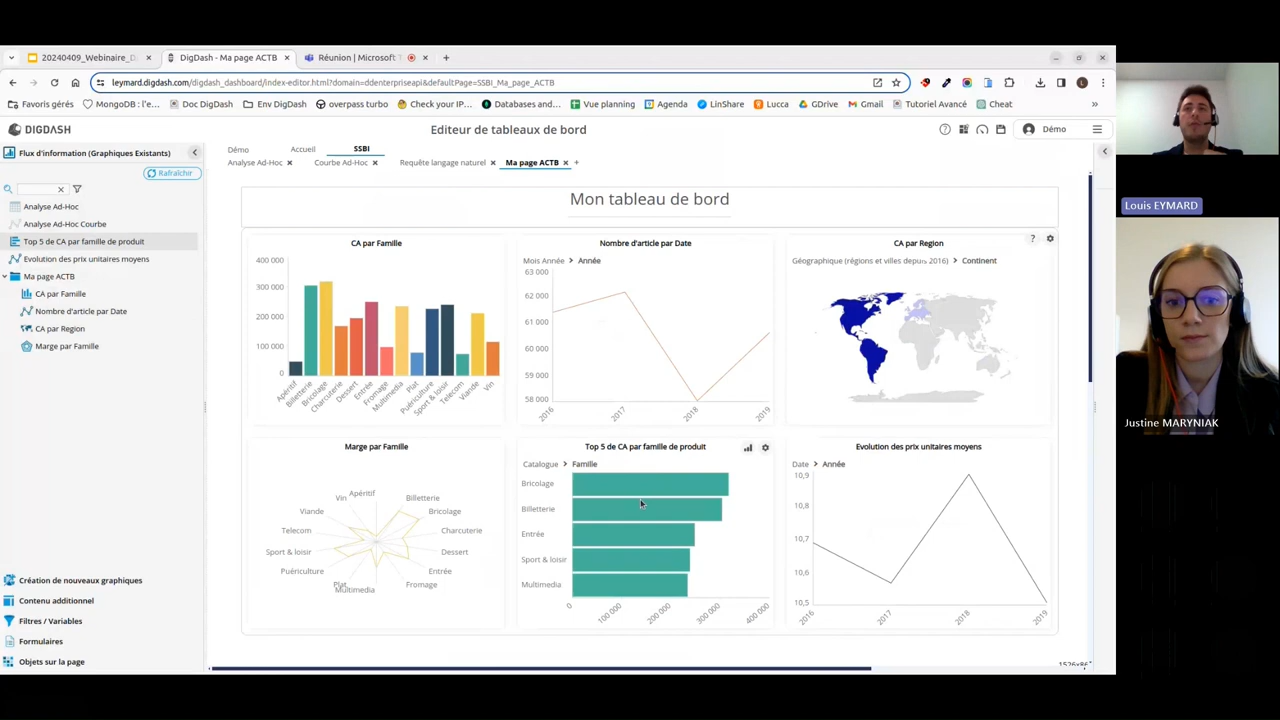 20240409_Webinaire_D
DigDash - Ma page ACTB
Réunion | Microsoft T
leymard.digdash.com/digdash_dashboard/index-editor.html?domain=ddenterpriseapi&defaultPage=SSBI_Ma_page_ACTB
Favoris gérés
MongoDB : l'e...
Doc DigDash
Env DigDash
overpass turbo
Check your IP...
Databases and...
Vue planning
Agenda
LinShare
Lucca
GDrive
Gmail
Tutoriel Avancé
Cheat
»
DIGDASH
Editeur de tableaux de bord
Démo
Flux d'information (Graphiques Existants)
Rafraîchir
Analyse Ad-Hoc
Analyse Ad-Hoc Courbe
Top 5 de CA par famille de produit
Evolution des prix unitaires moyens
Ma page ACTB
CA par Famille
Nombre d'article par Date
CA par Region
Marge par Famille
Création de nouveaux graphiques
Contenu additionnel
Filtres / Variables
Formulaires
Objets sur la page
Démo
Accueil
SSBI
Analyse Ad-Hoc
Courbe Ad-Hoc
Requête langage naturel
Ma page ACTB
+
Mon tableau de bord
CA par Famille
400 000
300 000
200 000
100 000
0
Apéritif
Billetterie
Bricolage
Charcuterie
Dessert
Entrée
Fromage
Multimedia
Plat
Puériculture
Sport & loisir
Telecom
Viande
Vin
Nombre d'article par Date
Mois Année > Année
63 000
62 000
61 000
60 000
59 000
58 000
2016
2017
2018
2019
CA par Region
?
Géographique (régions et villes depuis 2016) > Continent
Marge par Famille
Apéritif
Billetterie
Bricolage
Charcuterie
Dessert
Entrée
Fromage
Multimedia
Plat
Puériculture
Sport & loisir
Telecom
Viande
Vin
Top 5 de CA par famille de produit
Catalogue > Famille
Bricolage
Billetterie
Entrée
Sport & loisir
Multimedia
0
100 000
200 000
300 000
400 000
Evolution des prix unitaires moyens
Date > Année
10,9
10,8
10,7
10,6
10,5
2016
2017
2018
2019
Louis EYMARD
Justine MARYNIAK